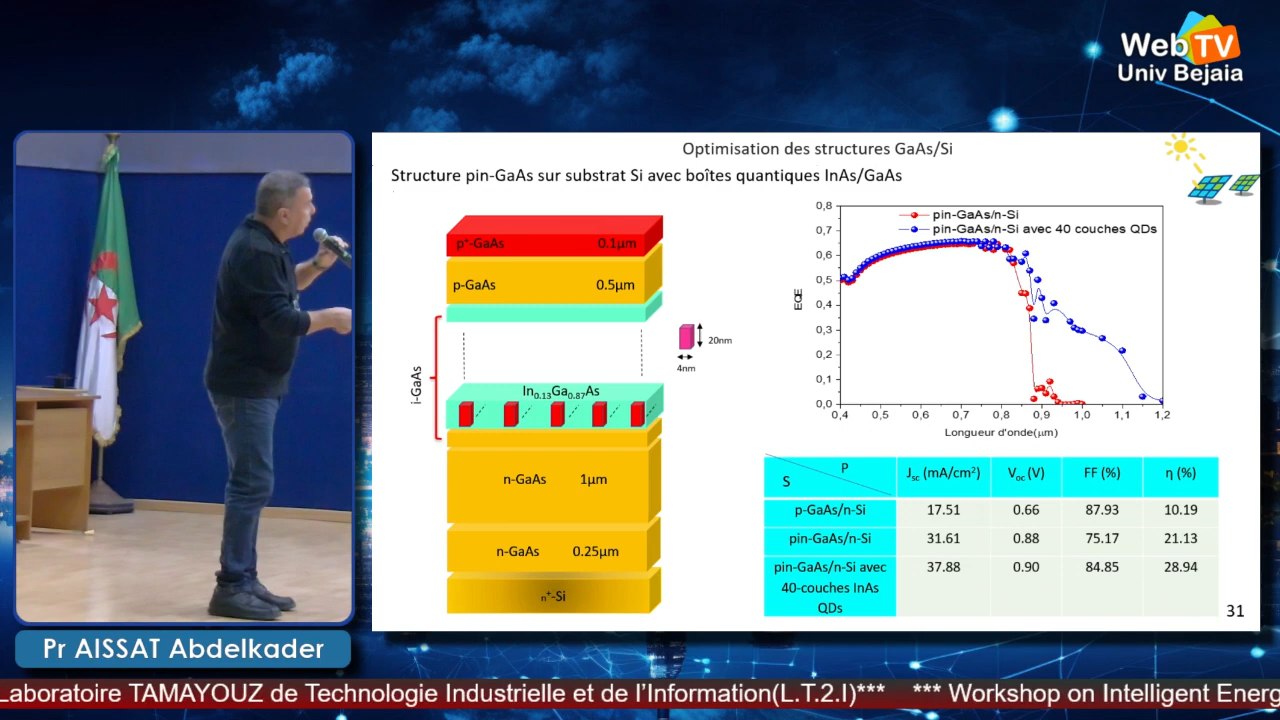 Web TV
Univ Bejaia
Optimisation des structures GaAs/Si
Structure pin-GaAs sur substrat Si avec boîtes quantiques InAs/GaAs
p⁺-GaAs 0.1µm
p-GaAs 0.5µm
i-GaAs
20nm
4nm
In0.13Ga0.87As
n-GaAs 1µm
n-GaAs 0.25µm
n⁺-Si
pin-GaAs/n-Si
pin-GaAs/n-Si avec 40 couches QDs
EQE
0,8
0,7
0,6
0,5
0,4
0,3
0,2
0,1
0,0
0,4 0,5 0,6 0,7 0,8 0,9 1,0 1,1 1,2
Longueur d'onde(µm)
S P Jsc (mA/cm²) Voc (V) FF (%) η (%)
p-GaAs/n-Si 17.51 0.66 87.93 10.19
pin-GaAs/n-Si 31.61 0.88 75.17 21.13
pin-GaAs/n-Si avec 37.88 0.90 84.85 28.94
40-couches InAs
QDs
31
Pr AISSAT Abdelkader
Laboratoire TAMAYOUZ de Technologie Industrielle et de l'Information(L.T.2.I)*** *** Workshop on Intelligent Energ